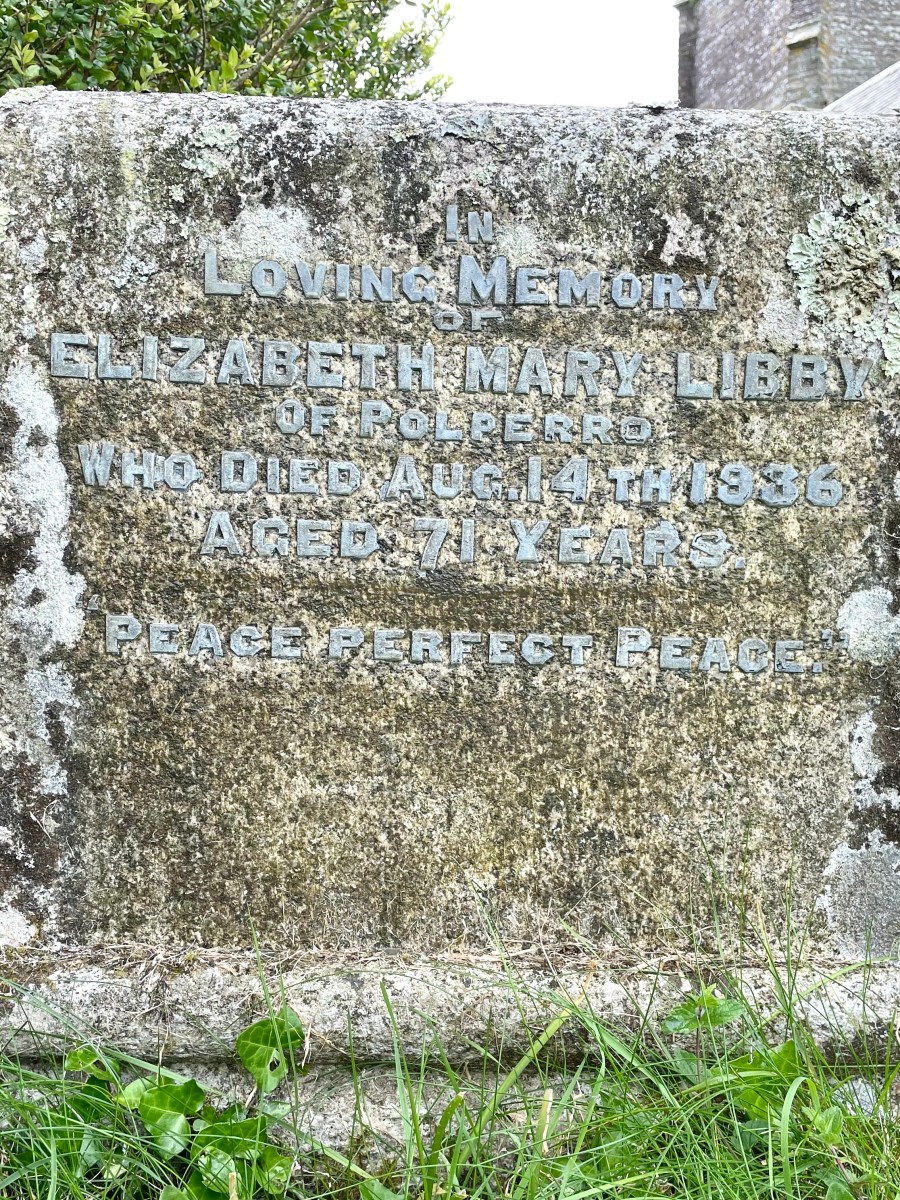 IN
LOVING MEMORY
OF
ELIZABETH MARY LIBBY
OF POLPERRO
WHO DIED AUG. 14TH 1936
AGED 71 YEARS.
"PEACE PERFECT PEACE."